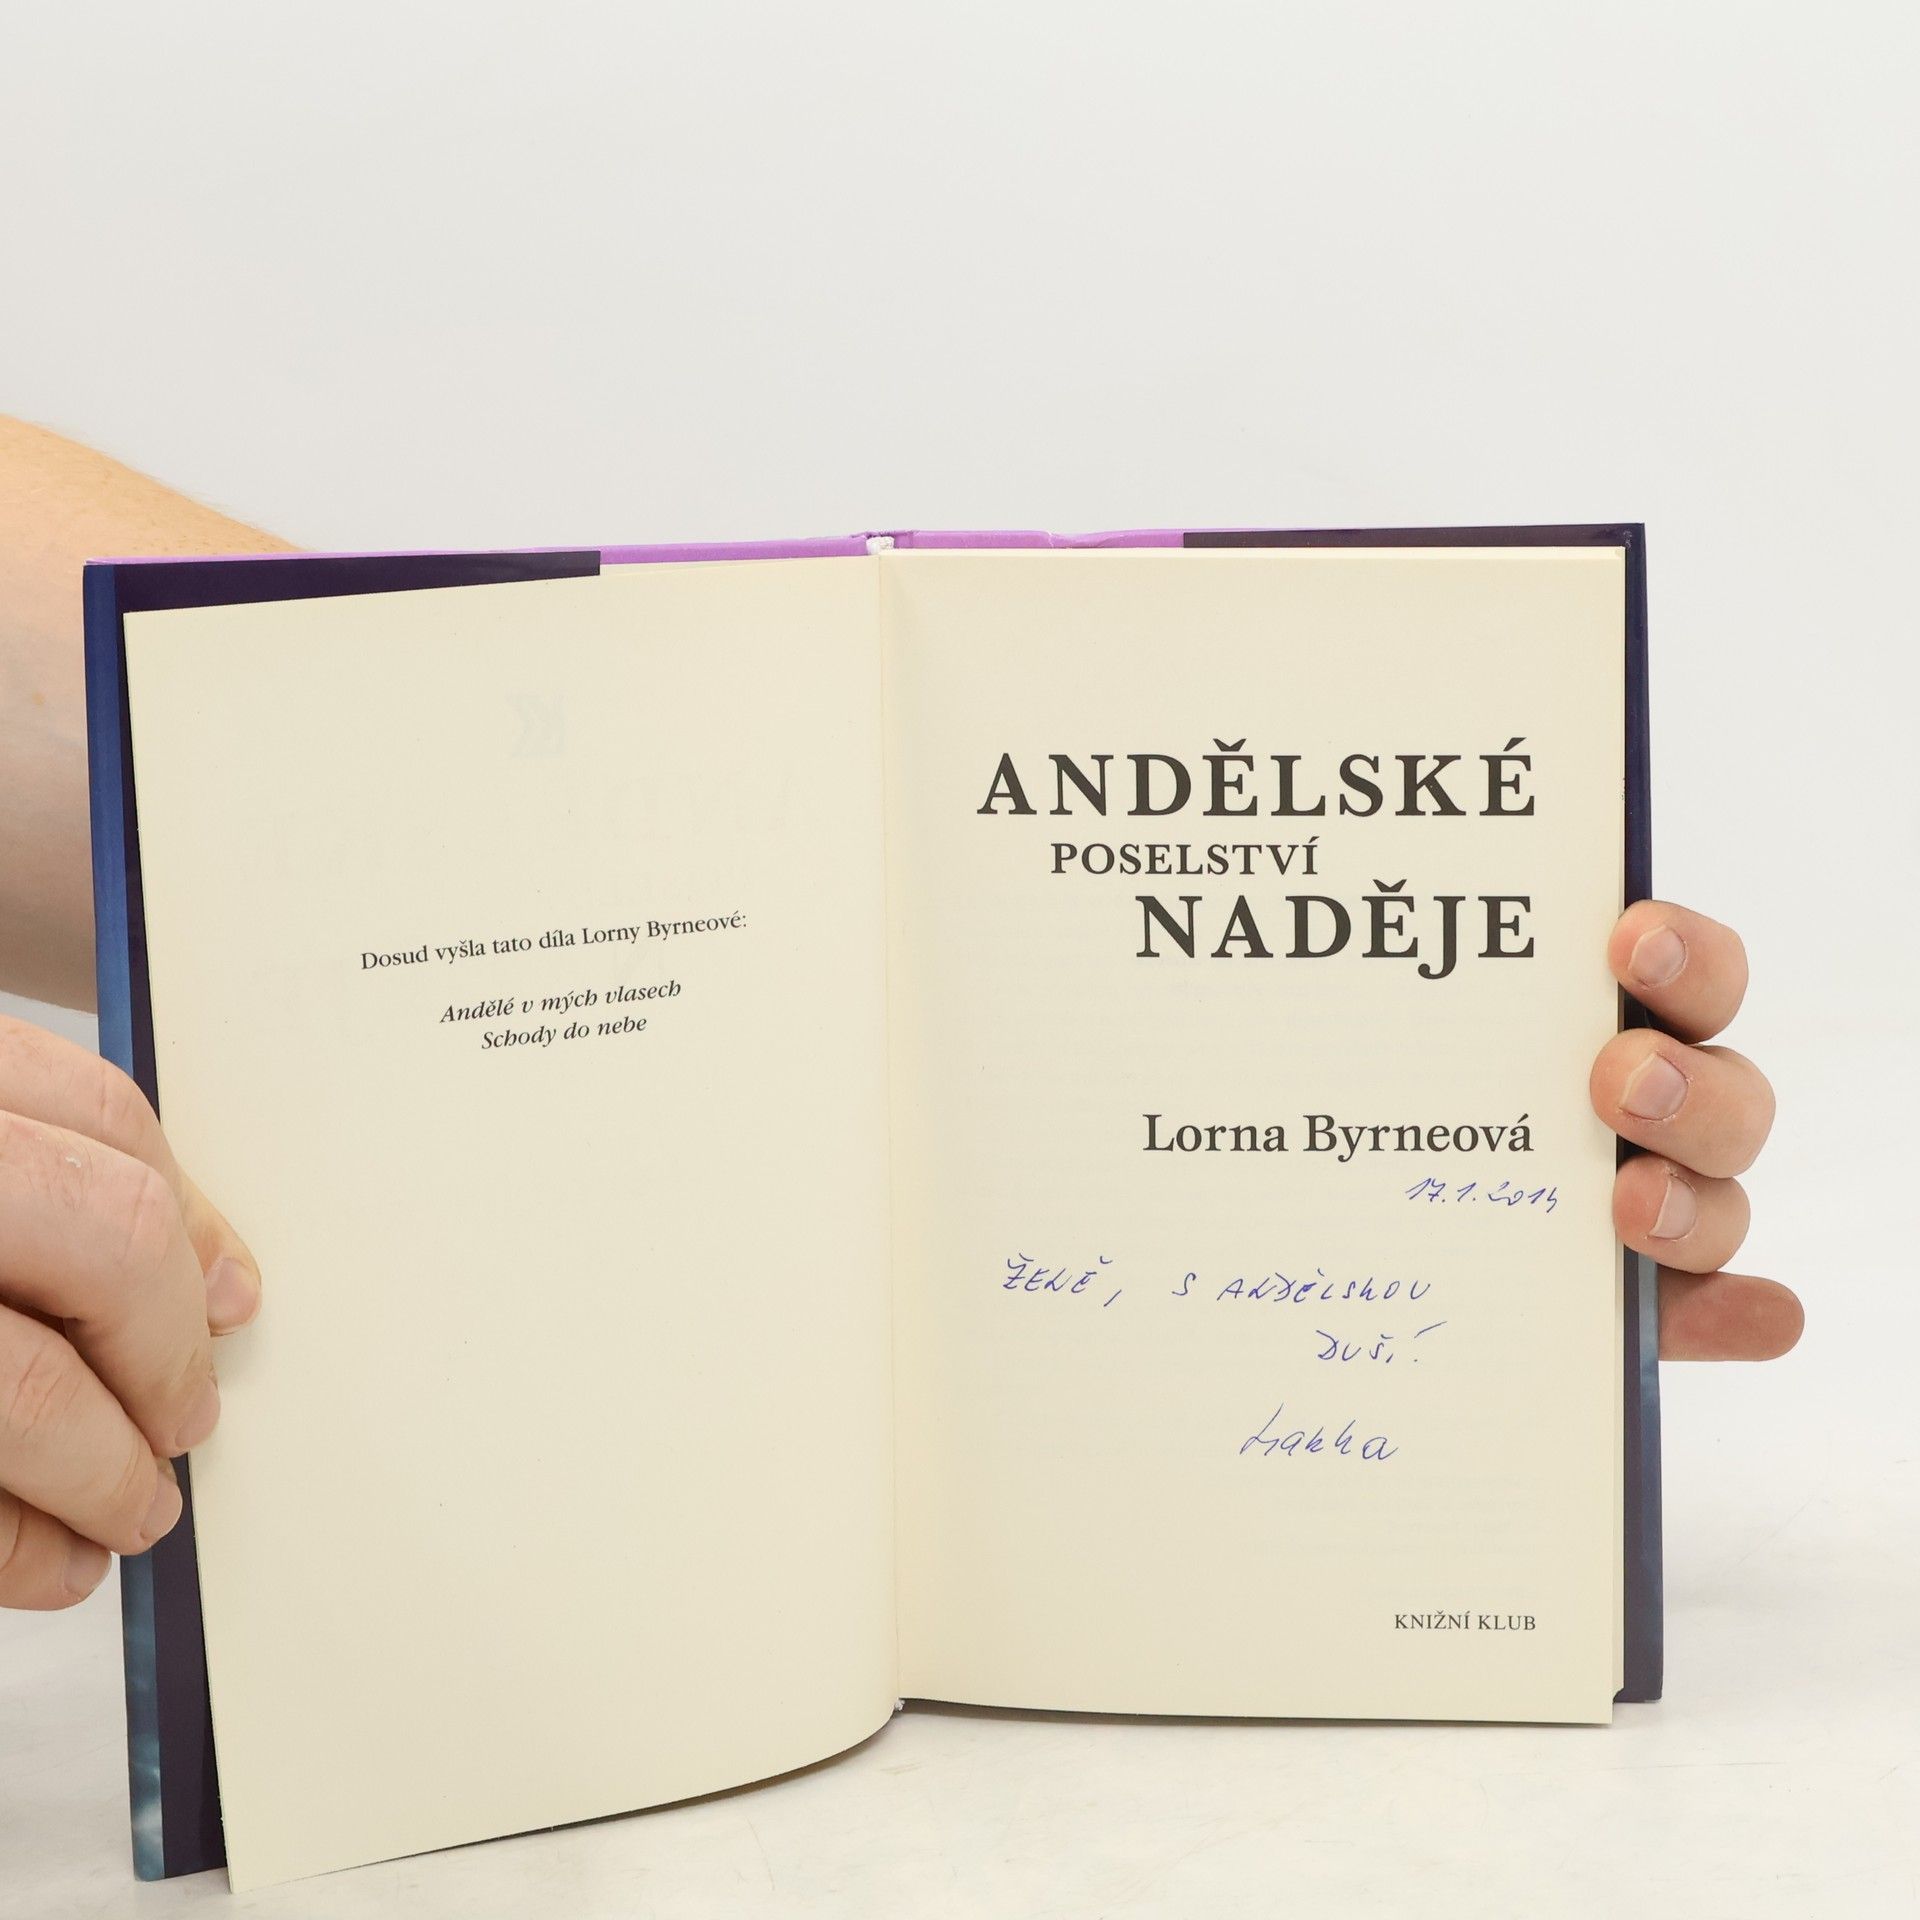 Dosud vyšla tato díla Lorny Byrneové:
Andělé v mých vlasech
Schody do nebe
ANDĚLSKÉ
POSELSTVÍ
NADĚJE
Lorna Byrneová
17.1.2014
ŽENĚ, S ANDĚLSKOU
DUŠÍ!
KNIŽNÍ KLUB